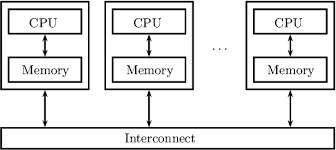 CPU CPU ... CPU
Memory Memory Memory
Interconnect